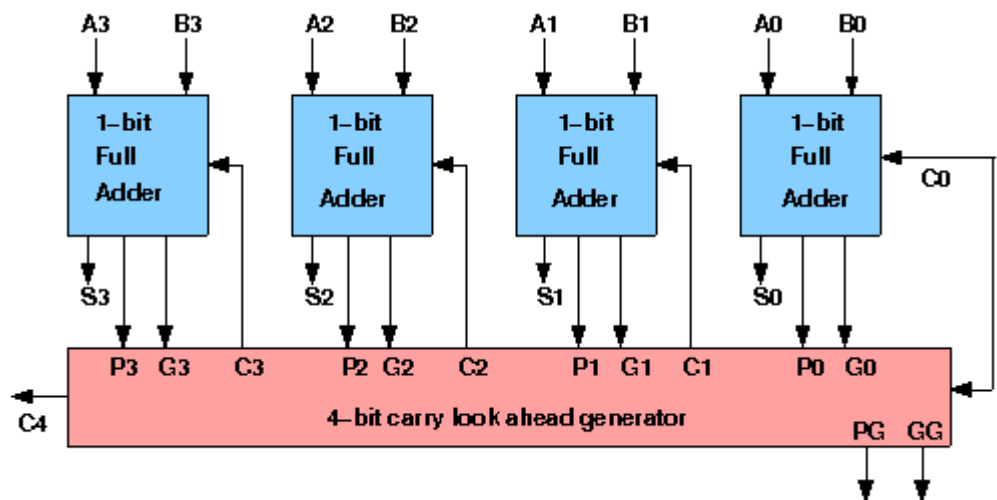 A3 B3 A2 B2 A1 B1 A0 B0
1-bit Full Adder
1-bit Full Adder
1-bit Full Adder
1-bit Full Adder
C0
S3 S2 S1 S0
P3 G3 C3 P2 G2 C2 P1 G1 C1 P0 G0
C4
4-bit carry look ahead generator
PG GG